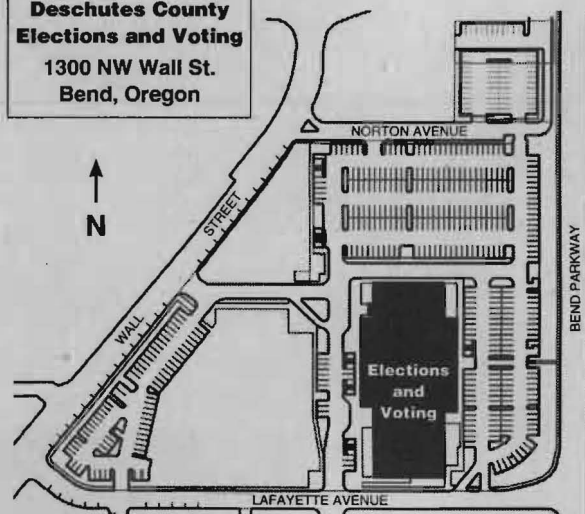 Deschutes County
Elections and Voting
1300 NW Wall St.
Bend, Oregon
NORTON AVENUE
N
WALL STREET
BEND PARKWAY
Elections
and
Voting
LAFAYETTE AVENUE